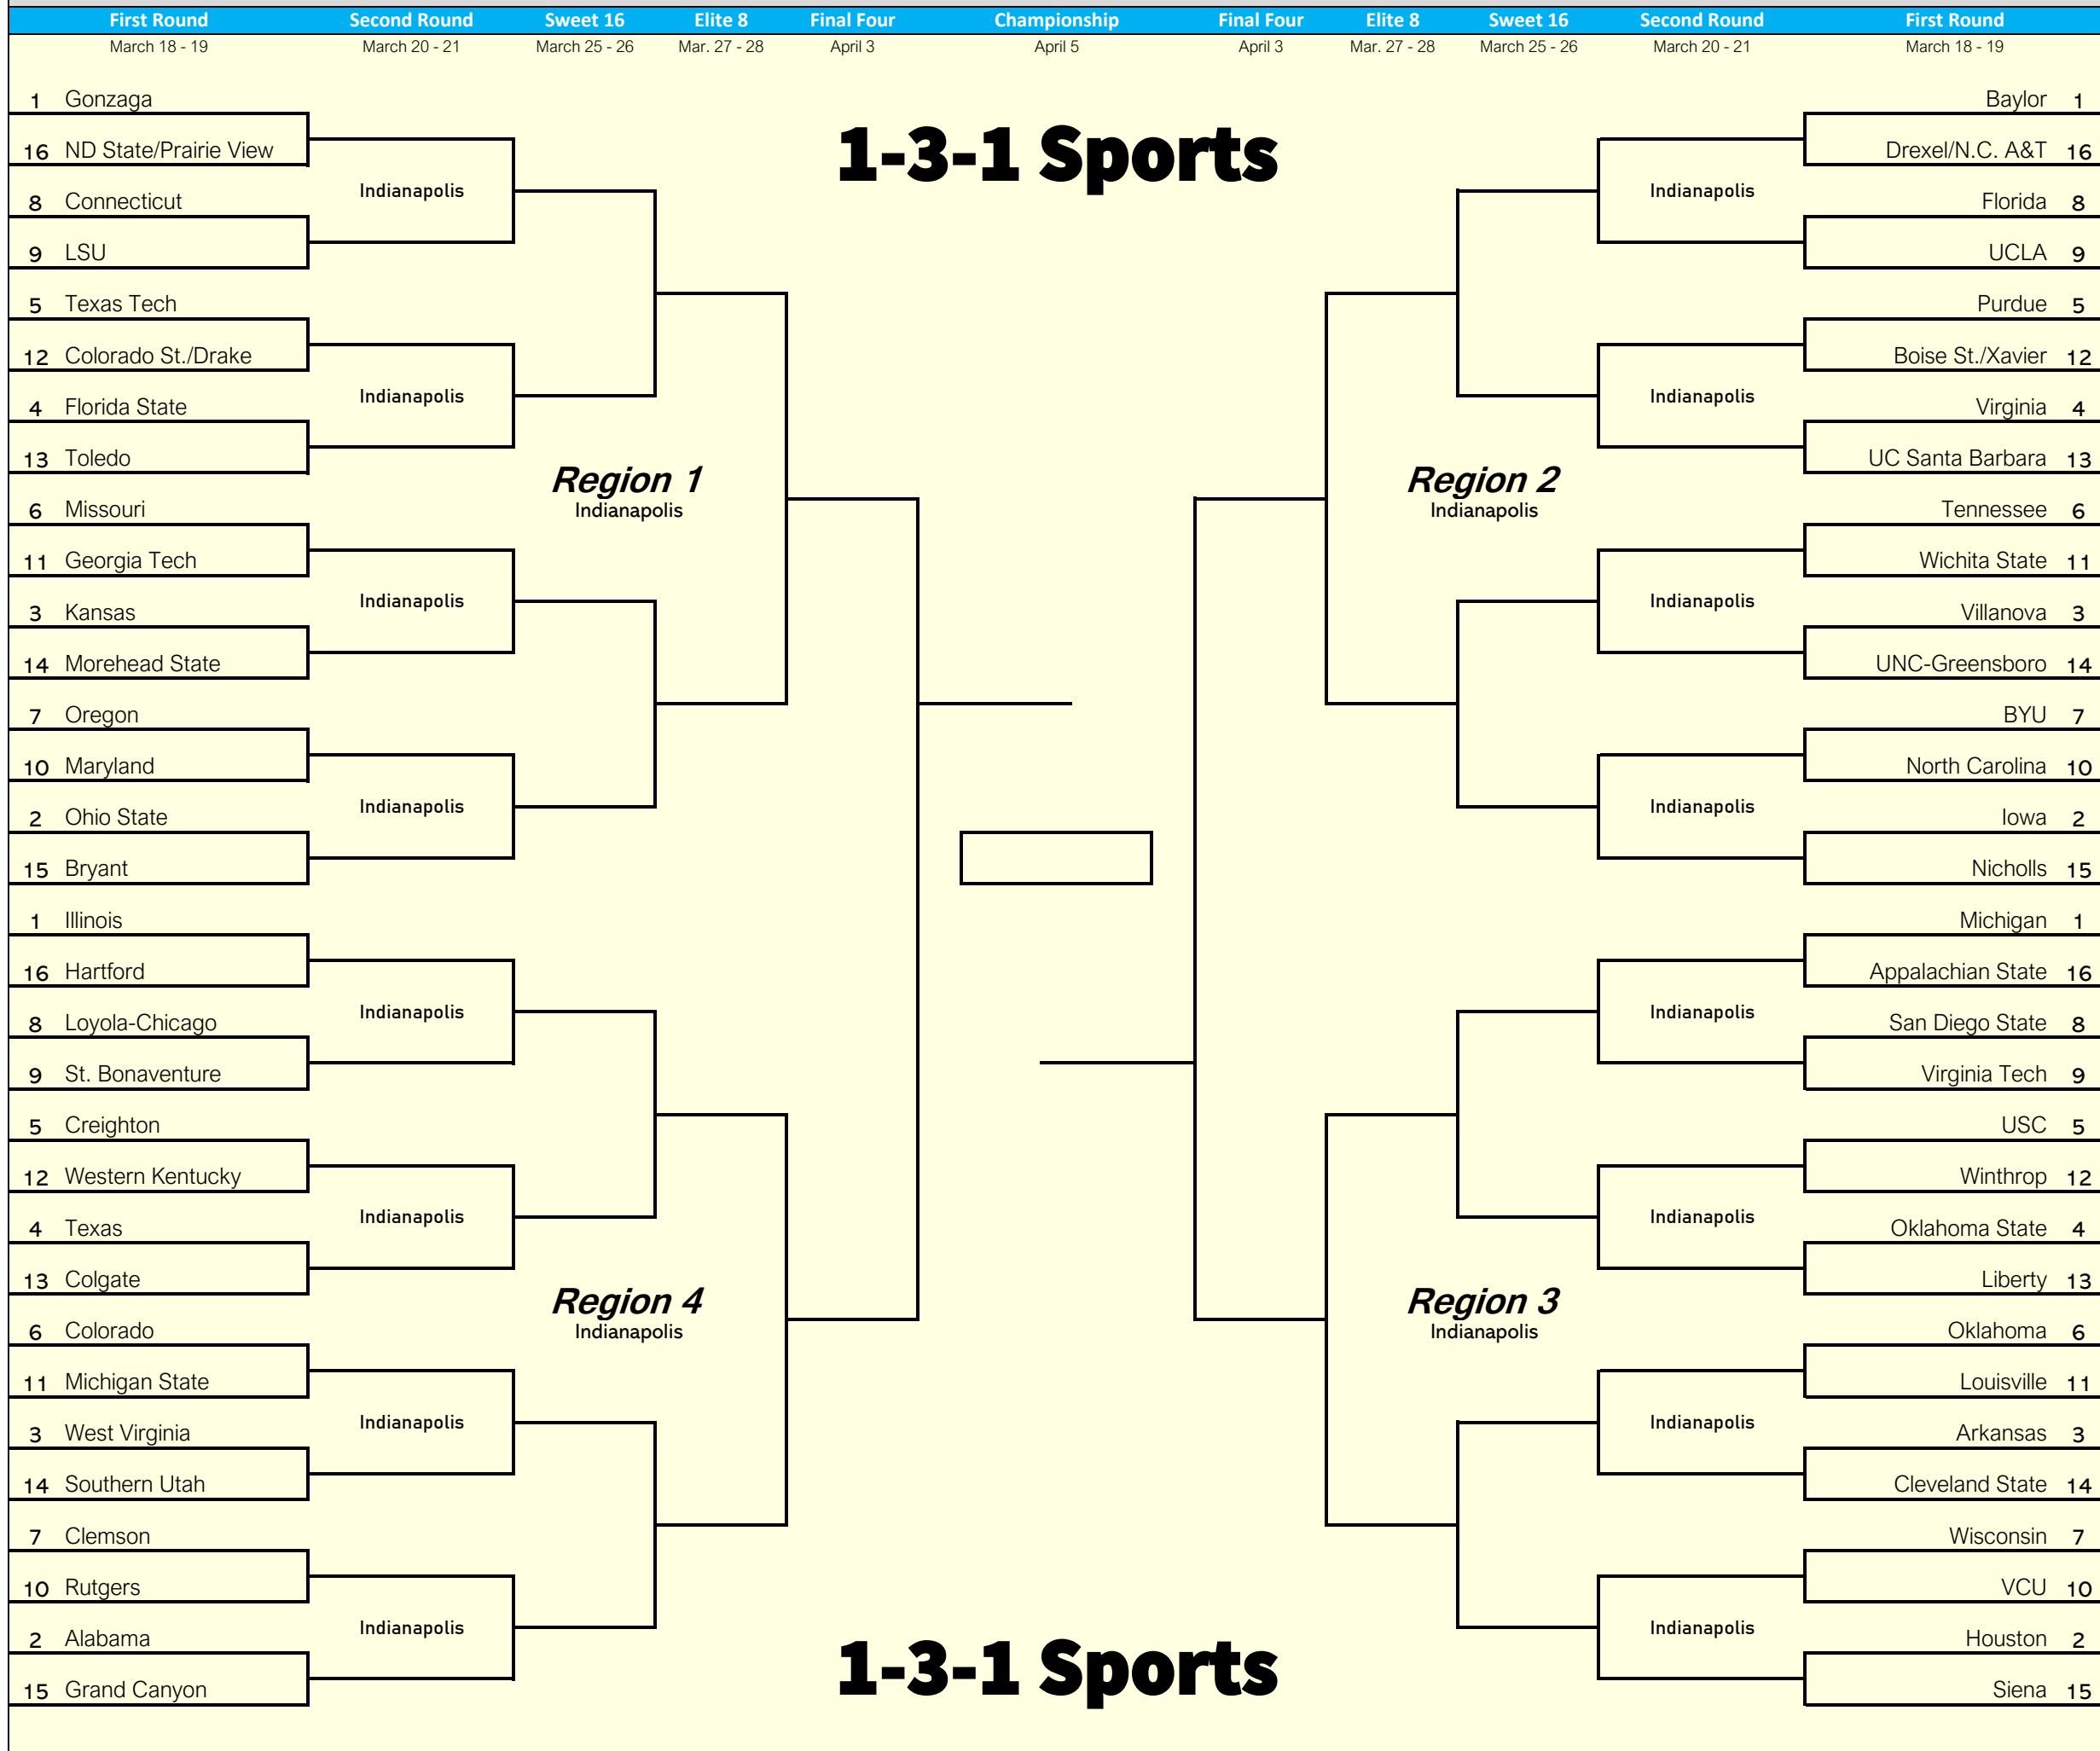 First Round Second Round Sweet 16 Elite 8 Final Four Championship Final Four Elite 8 Sweet 16 Second Round First Round
March 18 - 19 March 20 - 21 March 25 - 26 Mar. 27 - 28 April 3 April 5 April 3 Mar. 27 - 28 March 25 - 26 March 20 - 21 March 18 - 19
1-3-1 Sports
1 Gonzaga
16 ND State/Prairie View
Indianapolis
8 Connecticut
9 LSU
5 Texas Tech
12 Colorado St./Drake
Indianapolis
4 Florida State
13 Toledo
Region 1
Indianapolis
6 Missouri
11 Georgia Tech
Indianapolis
3 Kansas
14 Morehead State
7 Oregon
10 Maryland
Indianapolis
2 Ohio State
15 Bryant
1 Illinois
16 Hartford
Indianapolis
8 Loyola-Chicago
9 St. Bonaventure
5 Creighton
12 Western Kentucky
Indianapolis
4 Texas
13 Colgate
Region 4
Indianapolis
6 Colorado
11 Michigan State
Indianapolis
3 West Virginia
14 Southern Utah
7 Clemson
10 Rutgers
Indianapolis
2 Alabama
15 Grand Canyon
Baylor 1
Drexel/N.C. A&T 16
Indianapolis
Florida 8
UCLA 9
Purdue 5
Boise St./Xavier 12
Indianapolis
Virginia 4
UC Santa Barbara 13
Region 2
Indianapolis
Tennessee 6
Wichita State 11
Indianapolis
Villanova 3
UNC-Greensboro 14
BYU 7
North Carolina 10
Indianapolis
Iowa 2
Nicholls 15
Michigan 1
Appalachian State 16
Indianapolis
San Diego State 8
Virginia Tech 9
USC 5
Winthrop 12
Indianapolis
Oklahoma State 4
Liberty 13
Region 3
Indianapolis
Oklahoma 6
Louisville 11
Indianapolis
Arkansas 3
Cleveland State 14
Wisconsin 7
VCU 10
Indianapolis
Houston 2
Siena 15
1-3-1 Sports